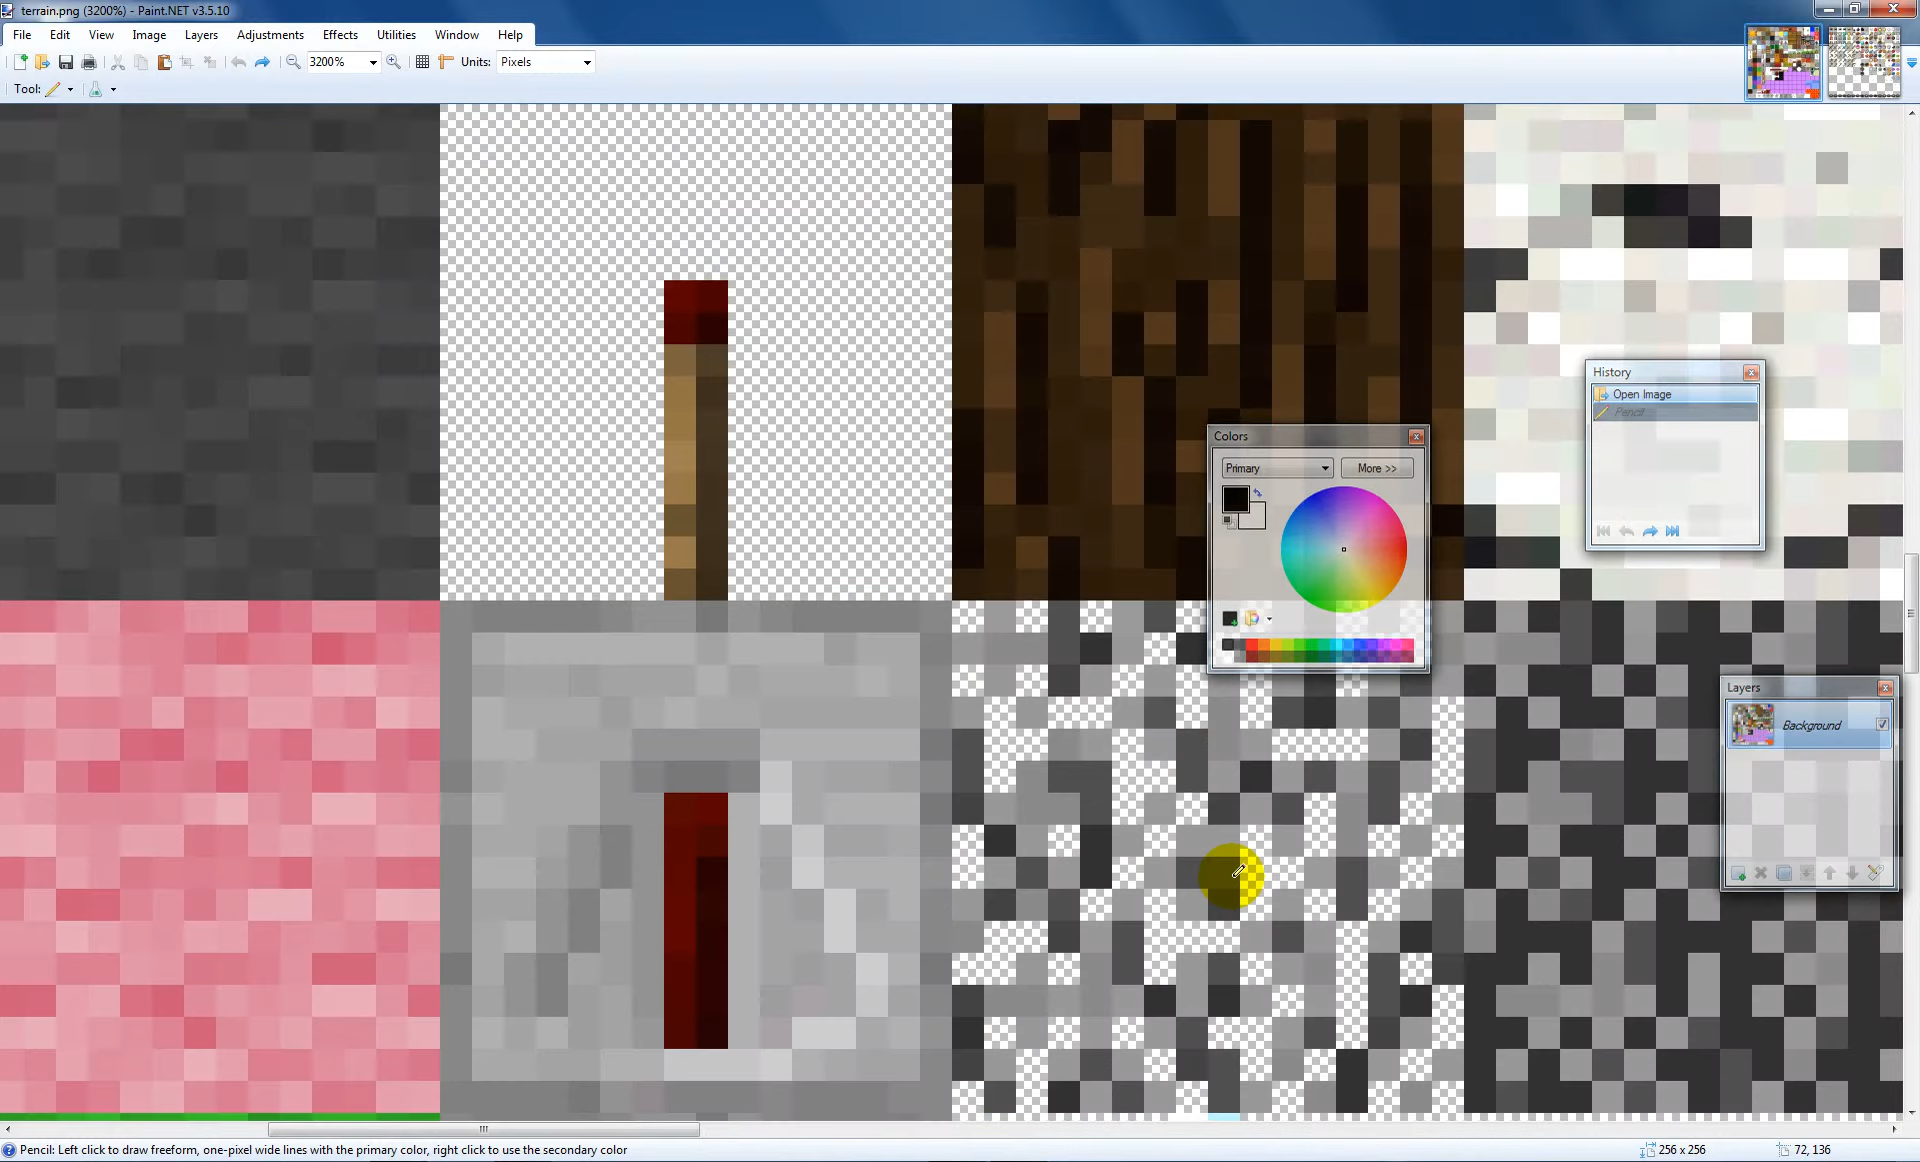 terrain.png (3200%) - Paint.NET v3.5.10
File Edit View Image Layers Adjustments Effects Utilities Window Help
3200% Units: Pixels
Tool:
History
Open Image
Pencil
Colors
Primary More >>
Layers
Background
Pencil: Left click to draw freeform, one-pixel wide lines with the primary color, right click to use the secondary color 256 x 256 72, 136